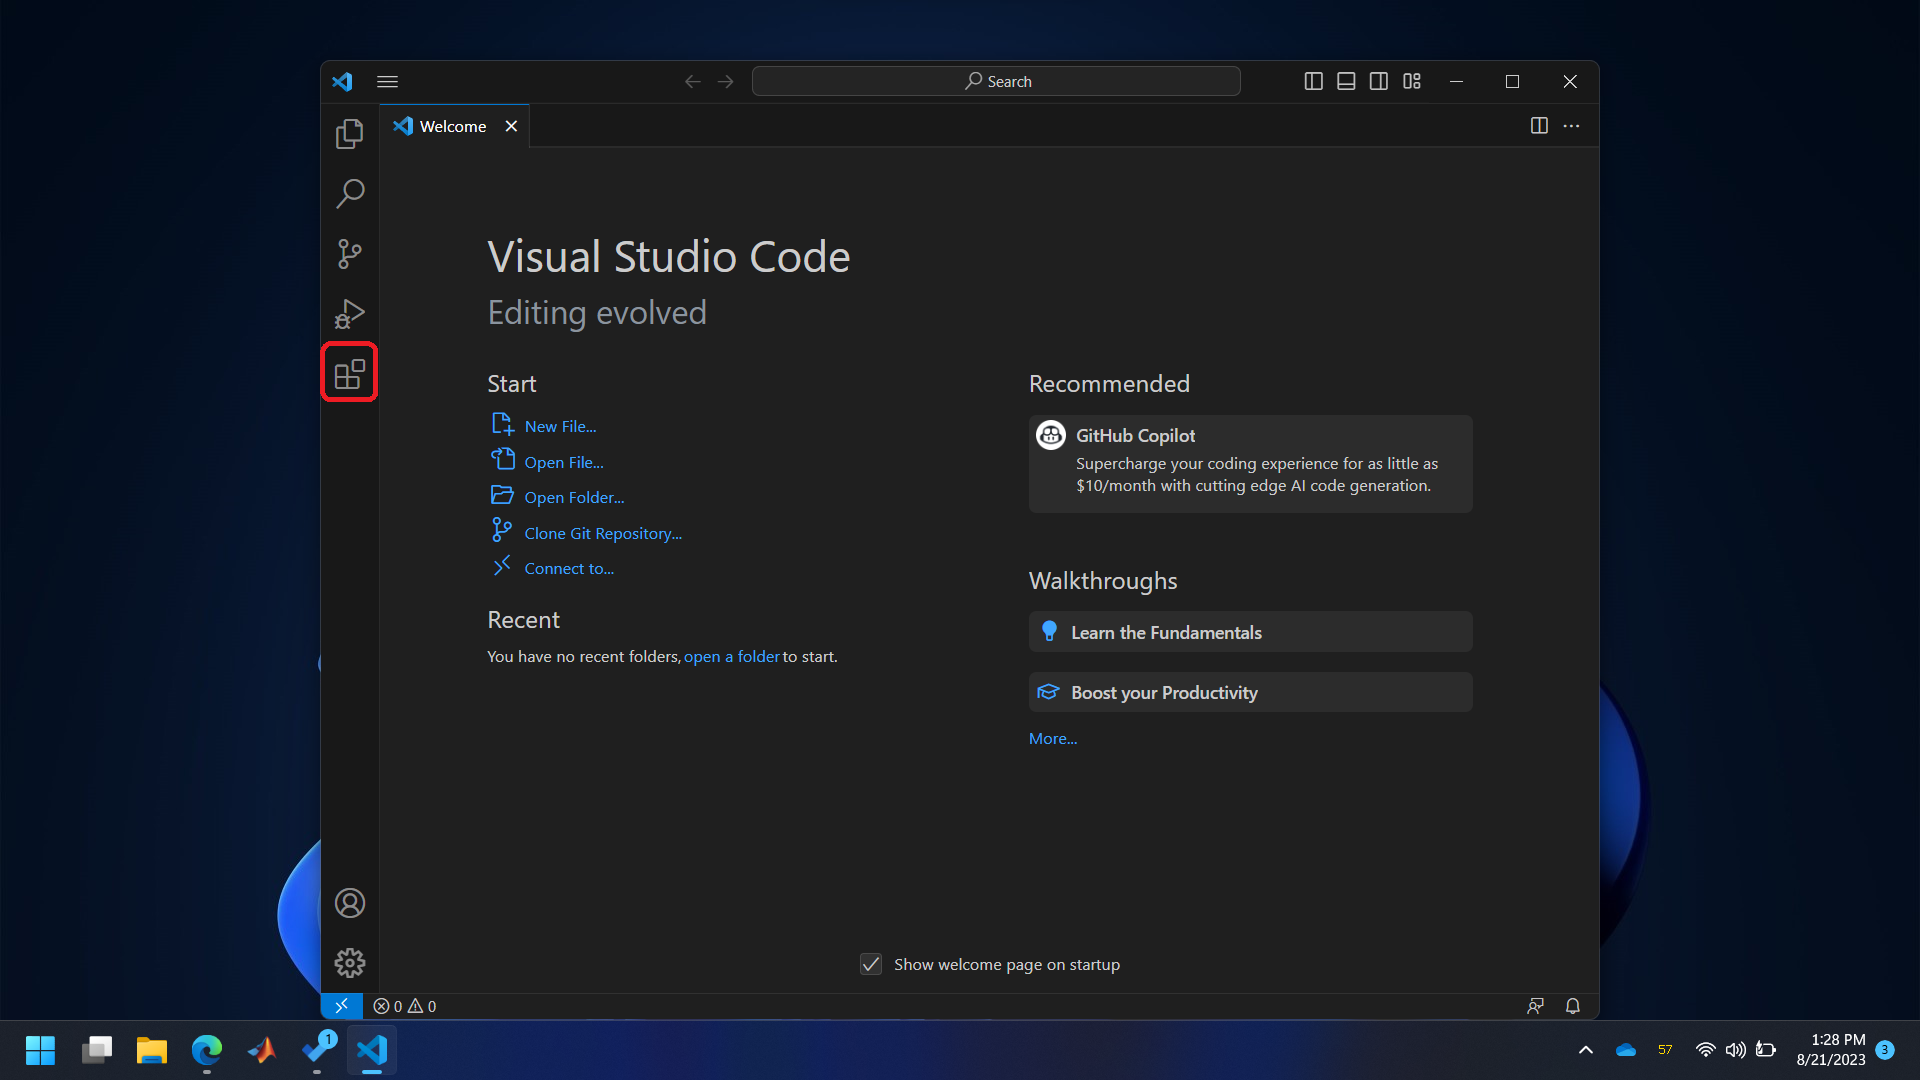 Search
Welcome
Visual Studio Code
Editing evolved
Start
New File...
Open File...
Open Folder...
Clone Git Repository...
Connect to...
Recent
You have no recent folders, open a folder to start.
Recommended
GitHub Copilot
Supercharge your coding experience for as little as
$10/month with cutting edge AI code generation.
Walkthroughs
Learn the Fundamentals
Boost your Productivity
More...
Show welcome page on startup
0 0
1
57
1:28 PM
8/21/2023
3